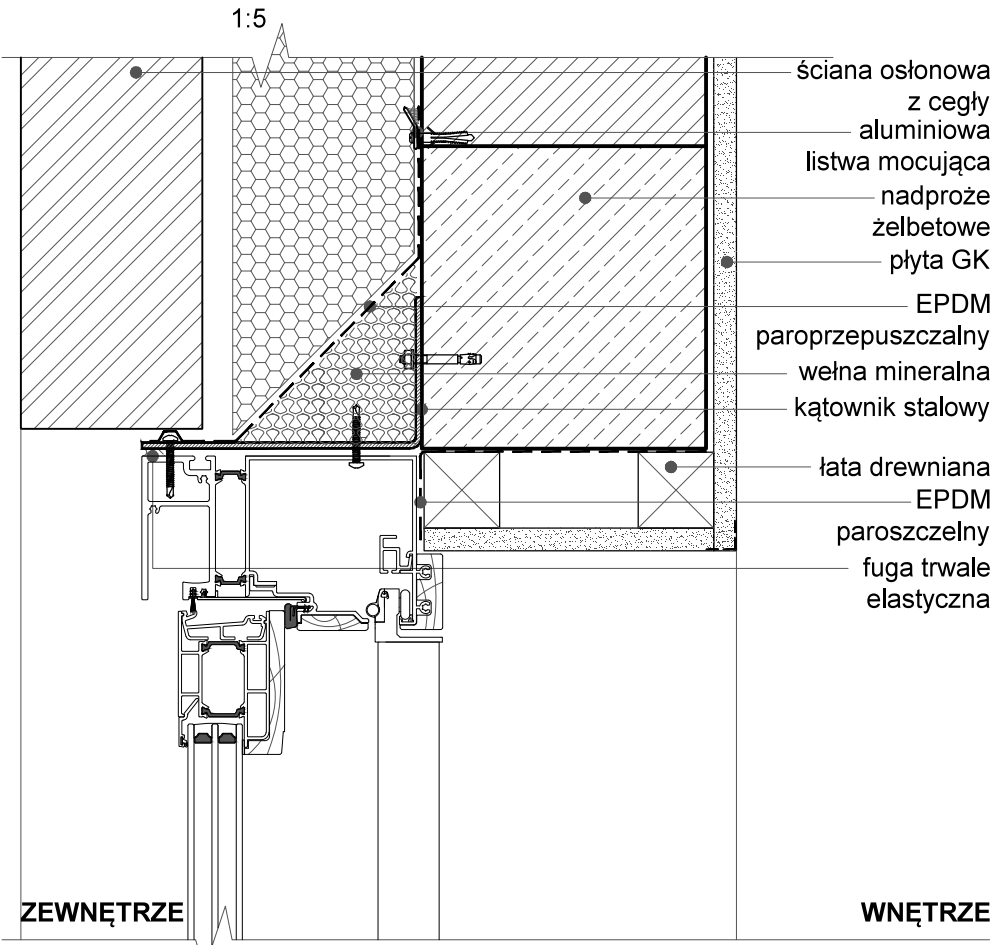 1:5
ściana osłonowa
z cegły
aluminiowa
listwa mocująca
nadproże
żelbetowe
płyta GK
EPDM
paroprzepuszczalny
wełna mineralna
kątownik stalowy
łata drewniana
EPDM
paroszczelny
fuga trwale
elastyczna
ZEWNĘTRZE
WNĘTRZE